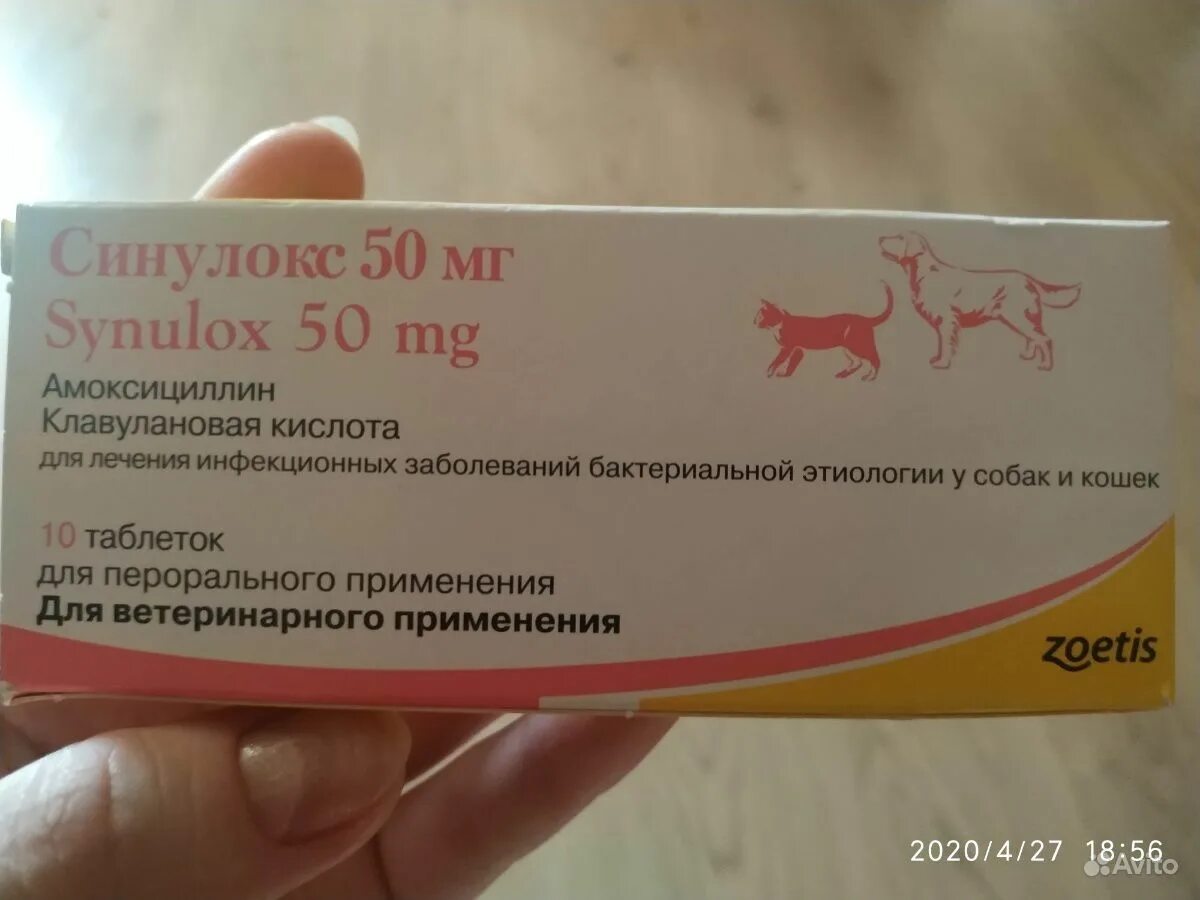 Синулокс 50 мг
Synulox 50 mg
Амоксициллин
Клавулановая кислота
для лечения инфекционных заболеваний бактериальной этиологии у собак и кошек
10 таблеток
для перорального применения
Для ветеринарного применения
zoetis
2020/4/27 18:56
Avito